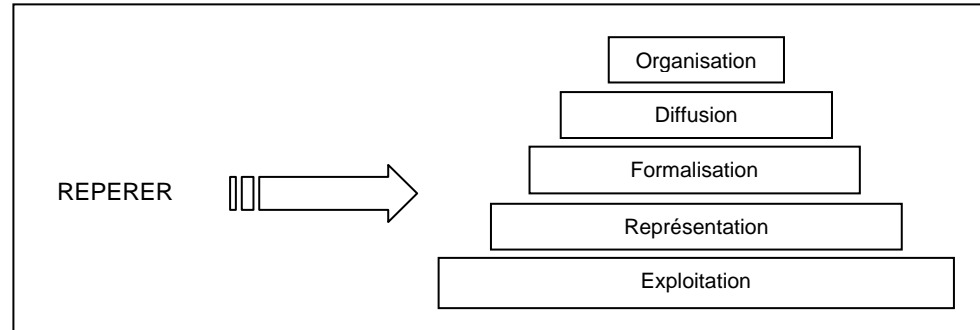 Organisation
Diffusion
Formalisation
REPERER
Représentation
Exploitation